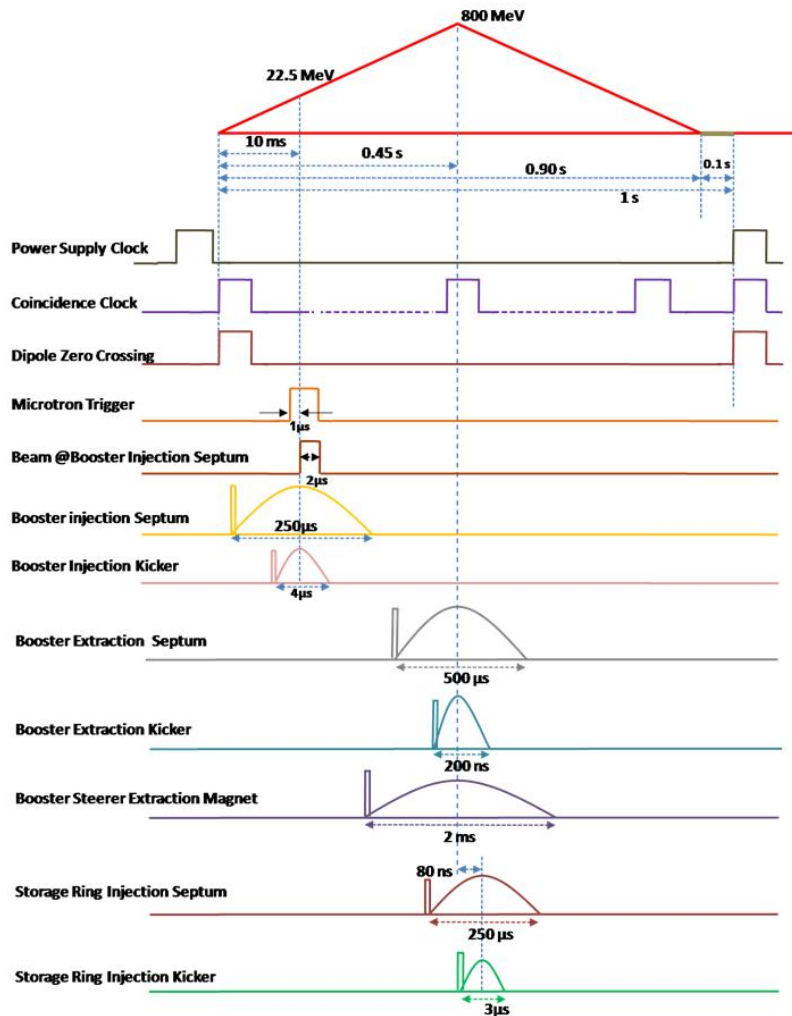 800 MeV
22.5 MeV
10 ms
0.45 s
0.90 s
0.1 s
1 s
Power Supply Clock
Coincidence Clock
Dipole Zero Crossing
Microtron Trigger
1µs
Beam @Booster Injection Septum
2µs
Booster injection Septum
250µs
Booster Injection Kicker
4µs
Booster Extraction Septum
500 µs
Booster Extraction Kicker
200 ns
Booster Steerer Extraction Magnet
2 ms
80 ns
Storage Ring Injection Septum
250 µs
Storage Ring Injection Kicker
3µs